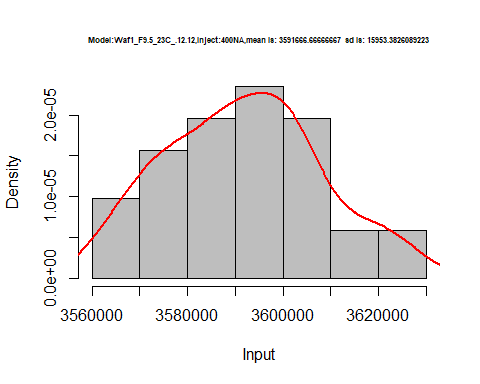 Model:Waf1_F9.5_23C_.12.12,Inject:400NA,mean is: 3591666.66666667 sd is: 15953.3826089223
Density
2.0e-05
1.0e-05
0.0e+00
3560000 3580000 3600000 3620000
Input